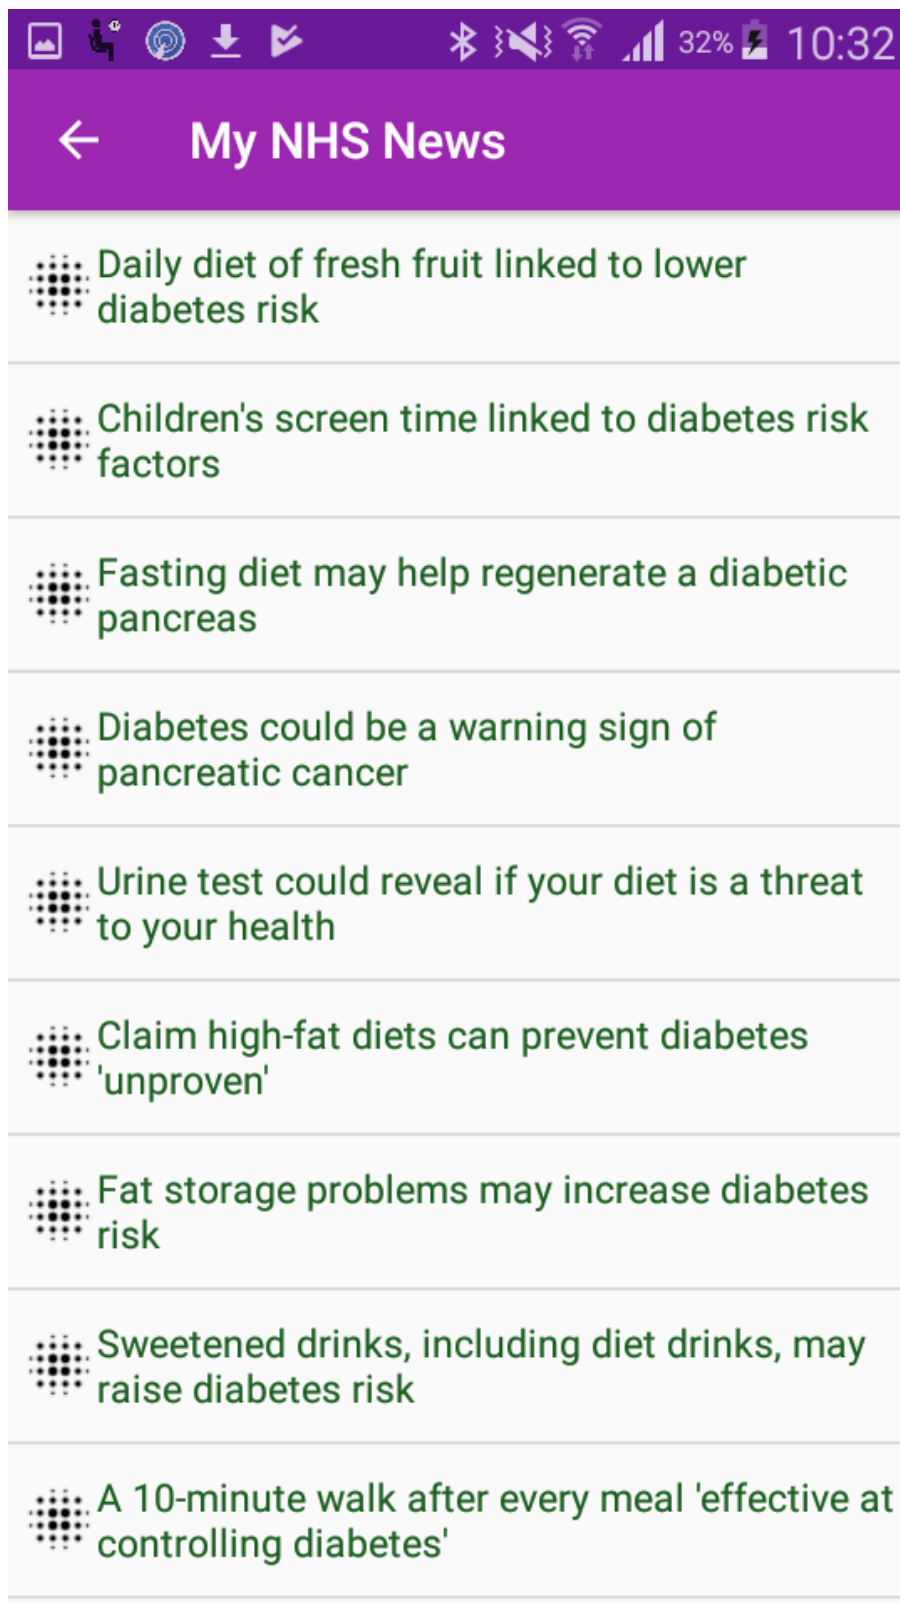 32% 10:32
My NHS News
Daily diet of fresh fruit linked to lower
diabetes risk
Children's screen time linked to diabetes risk
factors
Fasting diet may help regenerate a diabetic
pancreas
Diabetes could be a warning sign of
pancreatic cancer
Urine test could reveal if your diet is a threat
to your health
Claim high-fat diets can prevent diabetes
'unproven'
Fat storage problems may increase diabetes
risk
Sweetened drinks, including diet drinks, may
raise diabetes risk
A 10-minute walk after every meal 'effective at
controlling diabetes'